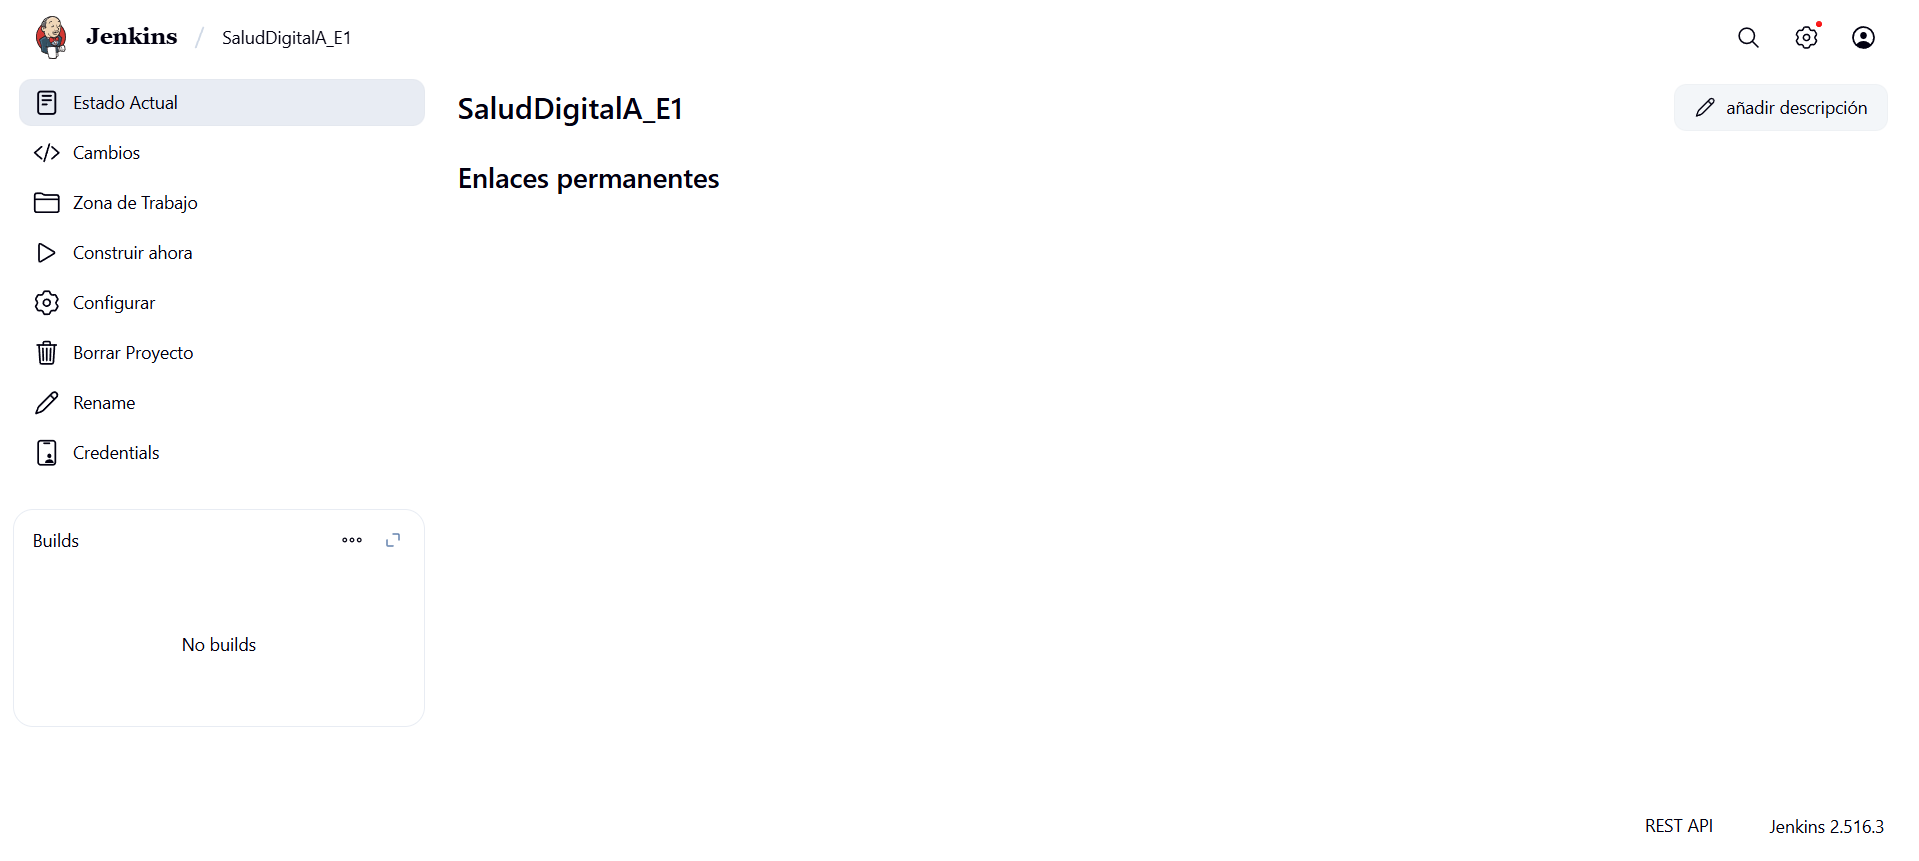 Jenkins / SaludDigitalA_E1
Estado Actual
Cambios
Zona de Trabajo
Construir ahora
Configurar
Borrar Proyecto
Rename
Credentials
Builds
No builds
SaludDigitalA_E1
añadir descripción
Enlaces permanentes
REST API
Jenkins 2.516.3